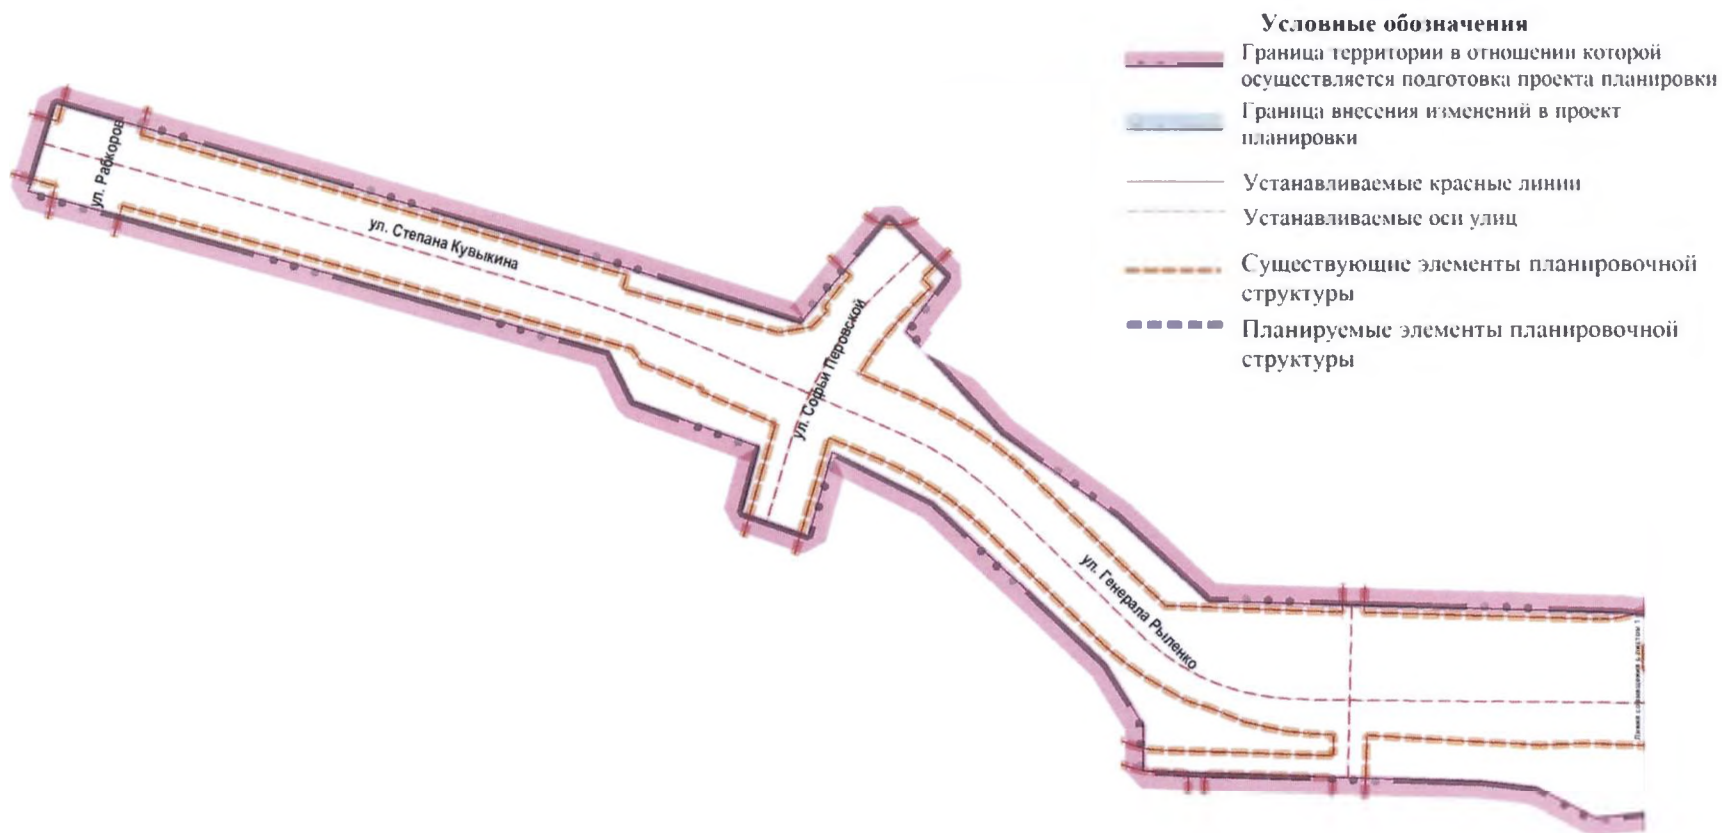 Условные обозначения
Граница территории в отношении которой
осуществляется подготовка проекта планировки
Граница внесения изменений в проект
планировки
Устанавливаемые красные линии
Устанавливаемые оси улиц
Существующие элементы планировочной
структуры
Планируемые элементы планировочной
структуры
ул. Рабкоров
ул. Степана Кувыкина
ул. Софьи Перовской
ул. Генерала Рыленко